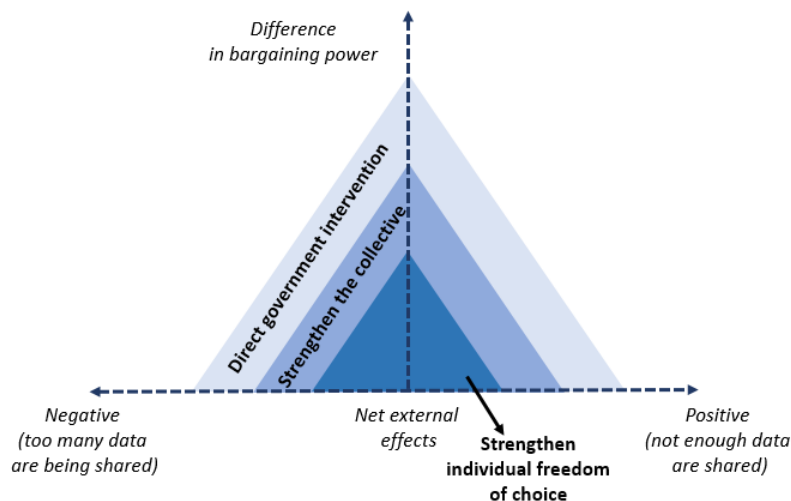 Difference
in bargaining power
Direct government intervention
Strengthen the collective
Negative
(too many data
are being shared)
Net external
effects
Strengthen
individual freedom
of choice
Positive
(not enough data
are shared)